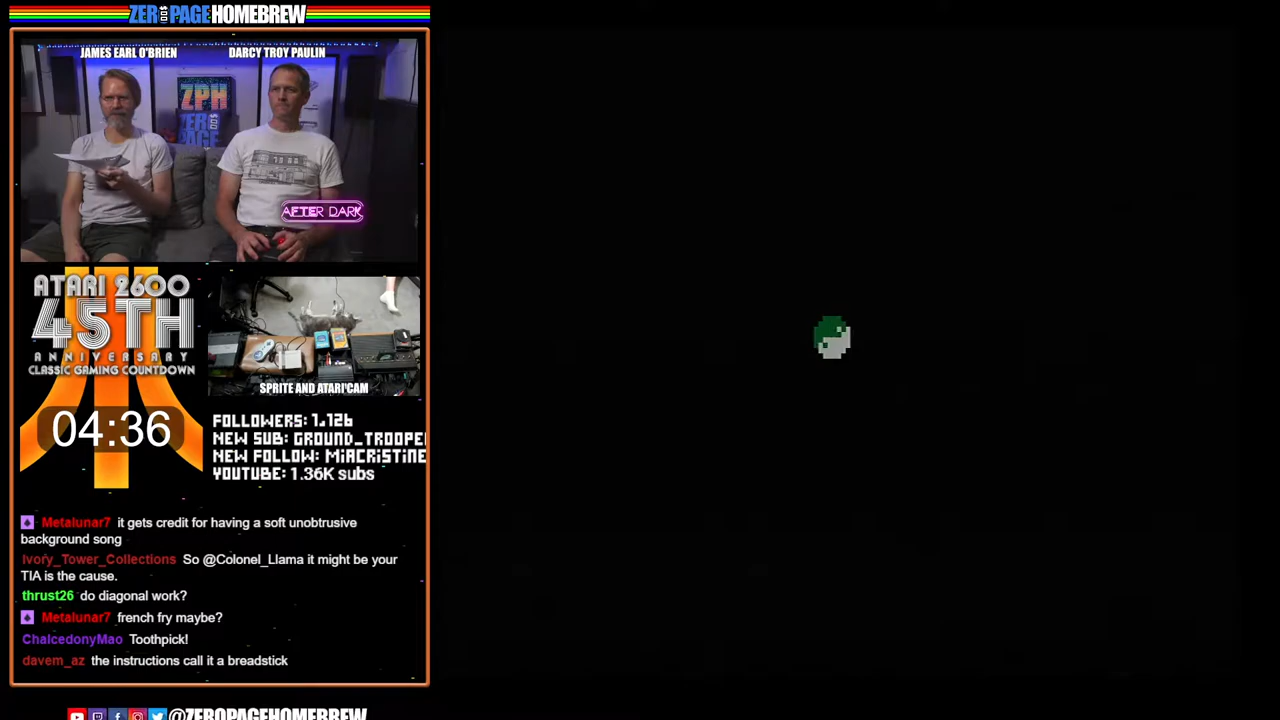 ZEROPAGEHOMEBREW
JAMES EARL O'BRIEN
DARCY TROY PAULIN
ZPH
ZERO
PAGE
AFTER DARK
ATARI 2600
45TH
ANNIVERSARY
CLASSIC GAMING COUNTDOWN
04:36
SPRITE AND ATARI'CAM
FOLLOWERS: 1.126
NEW SUB: GROUND_TROOPER
NEW FOLLOW: MIACRISTINE
YOUTUBE: 1.36K subs
Metalunar7 it gets credit for having a soft unobtrusive
background song
Ivory_Tower_Collections So @Colonel_Llama it might be your
TIA is the cause.
thrust26 do diagonal work?
Metalunar7 french fry maybe?
ChalcedonyMao Toothpick!
davem_az the instructions call it a breadstick
@ZEROPAGEHOMEBREW